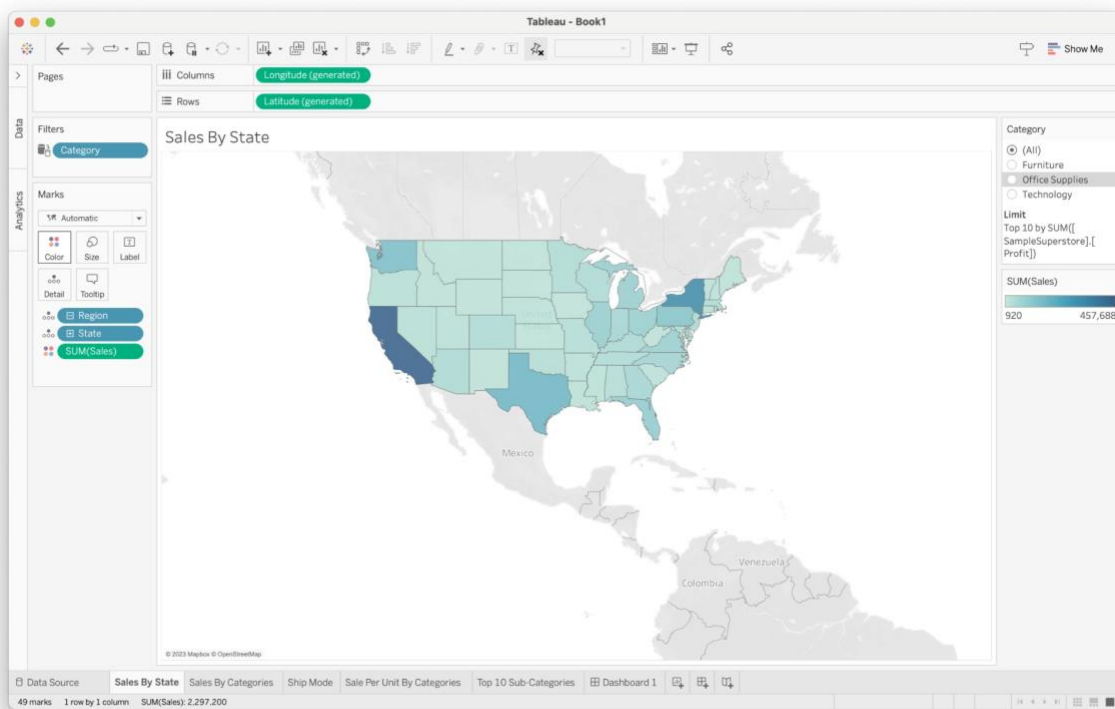 Tableau - Book1
Show Me
Pages
Columns
Longitude (generated)
Rows
Latitude (generated)
Data
Filters
Category
Analytics
Marks
Automatic
Color
Size
Label
Detail
Tooltip
Region
State
SUM(Sales)
Sales By State
United
States
Mexico
Venezuela
Colombia
© 2023 Mapbox © OpenStreetMap
Category
(All)
Furniture
Office Supplies
Technology
Limit
Top 10 by SUM([
SampleSuperstore].[
Profit])
SUM(Sales)
920
457,688
Data Source
Sales By State
Sales By Categories
Ship Mode
Sale Per Unit By Categories
Top 10 Sub-Categories
Dashboard 1
49 marks
1 row by 1 column
SUM(Sales): 2,297,200